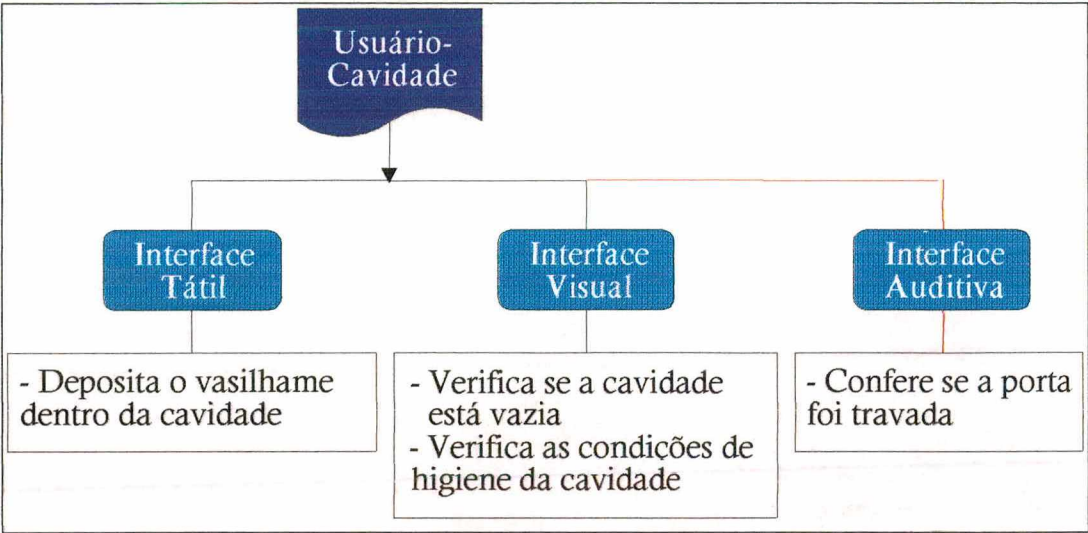 Usuário-
Cavidade
Interface
Tátil
Interface
Visual
Interface
Auditiva
- Deposita o vasilhame
dentro da cavidade
- Verifica se a cavidade
está vazia
- Verifica as condições de
higiene da cavidade
- Confere se a porta
foi travada